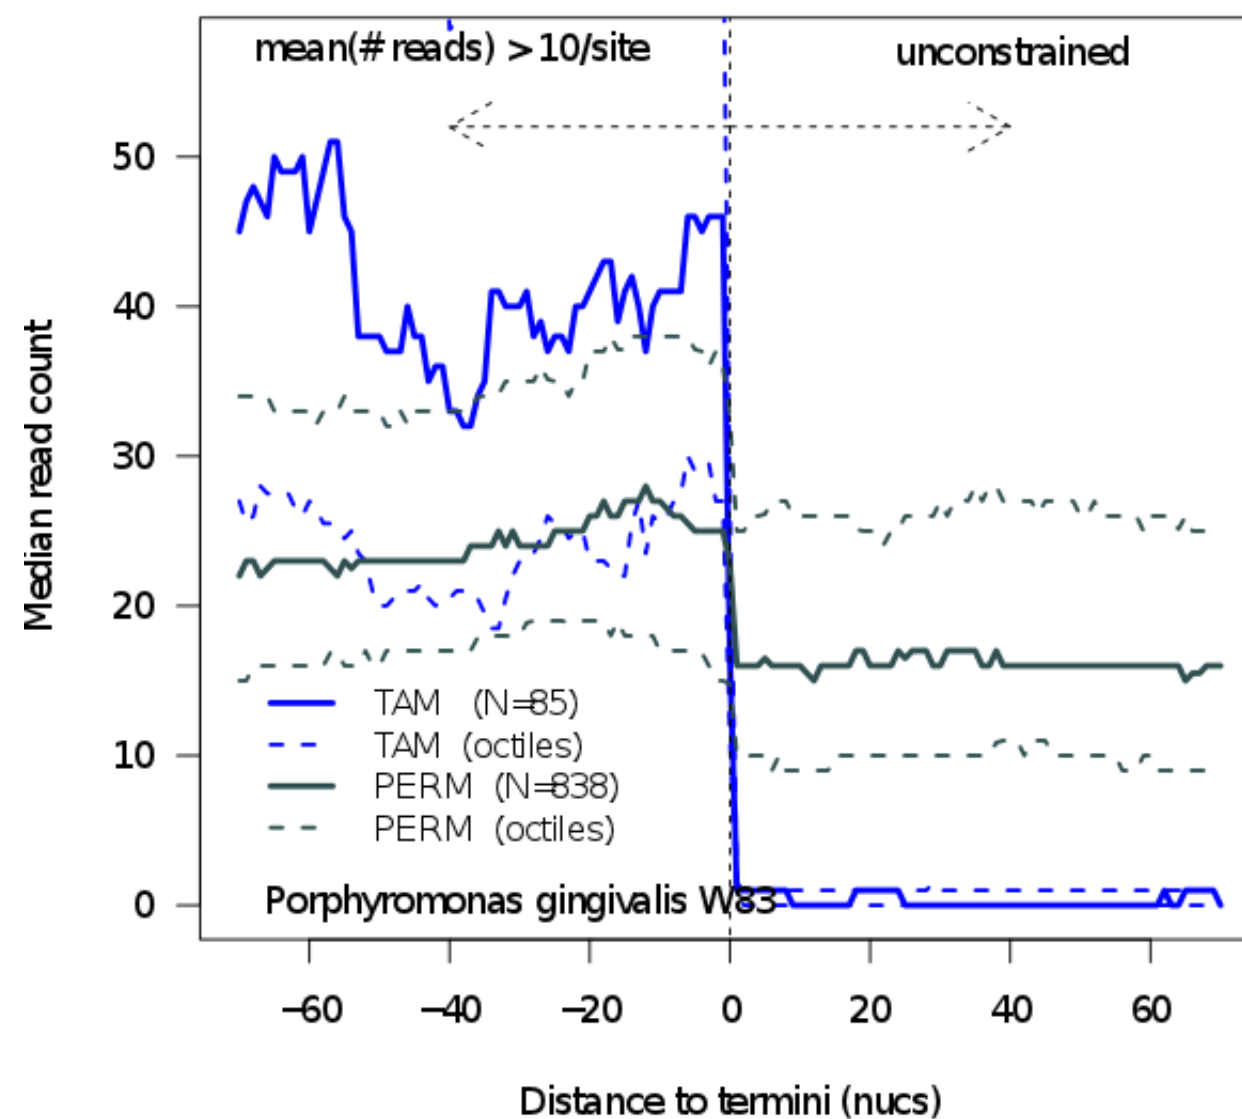 mean(# reads) >10/site
unconstrained
50
40
30
20
10
0
Median read count
TAM (N=85)
TAM (octiles)
PERM (N=838)
PERM (octiles)
Porphyromonas gingivalis W83
−60 −40 −20 0 20 40 60
Distance to termini (nucs)